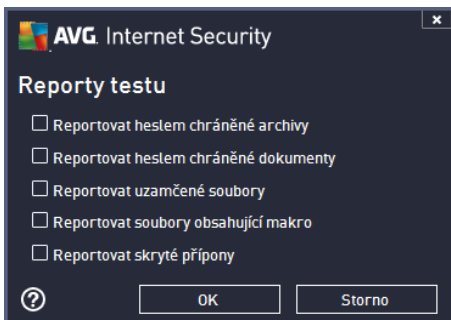 AVG. Internet Security
x
Reporty testu
Reportovat heslem chráněné archivy
Reportovat heslem chráněné dokumenty
Reportovat uzamčené soubory
Reportovat soubory obsahující makro
Reportovat skryté přípony
?
OK
Storno